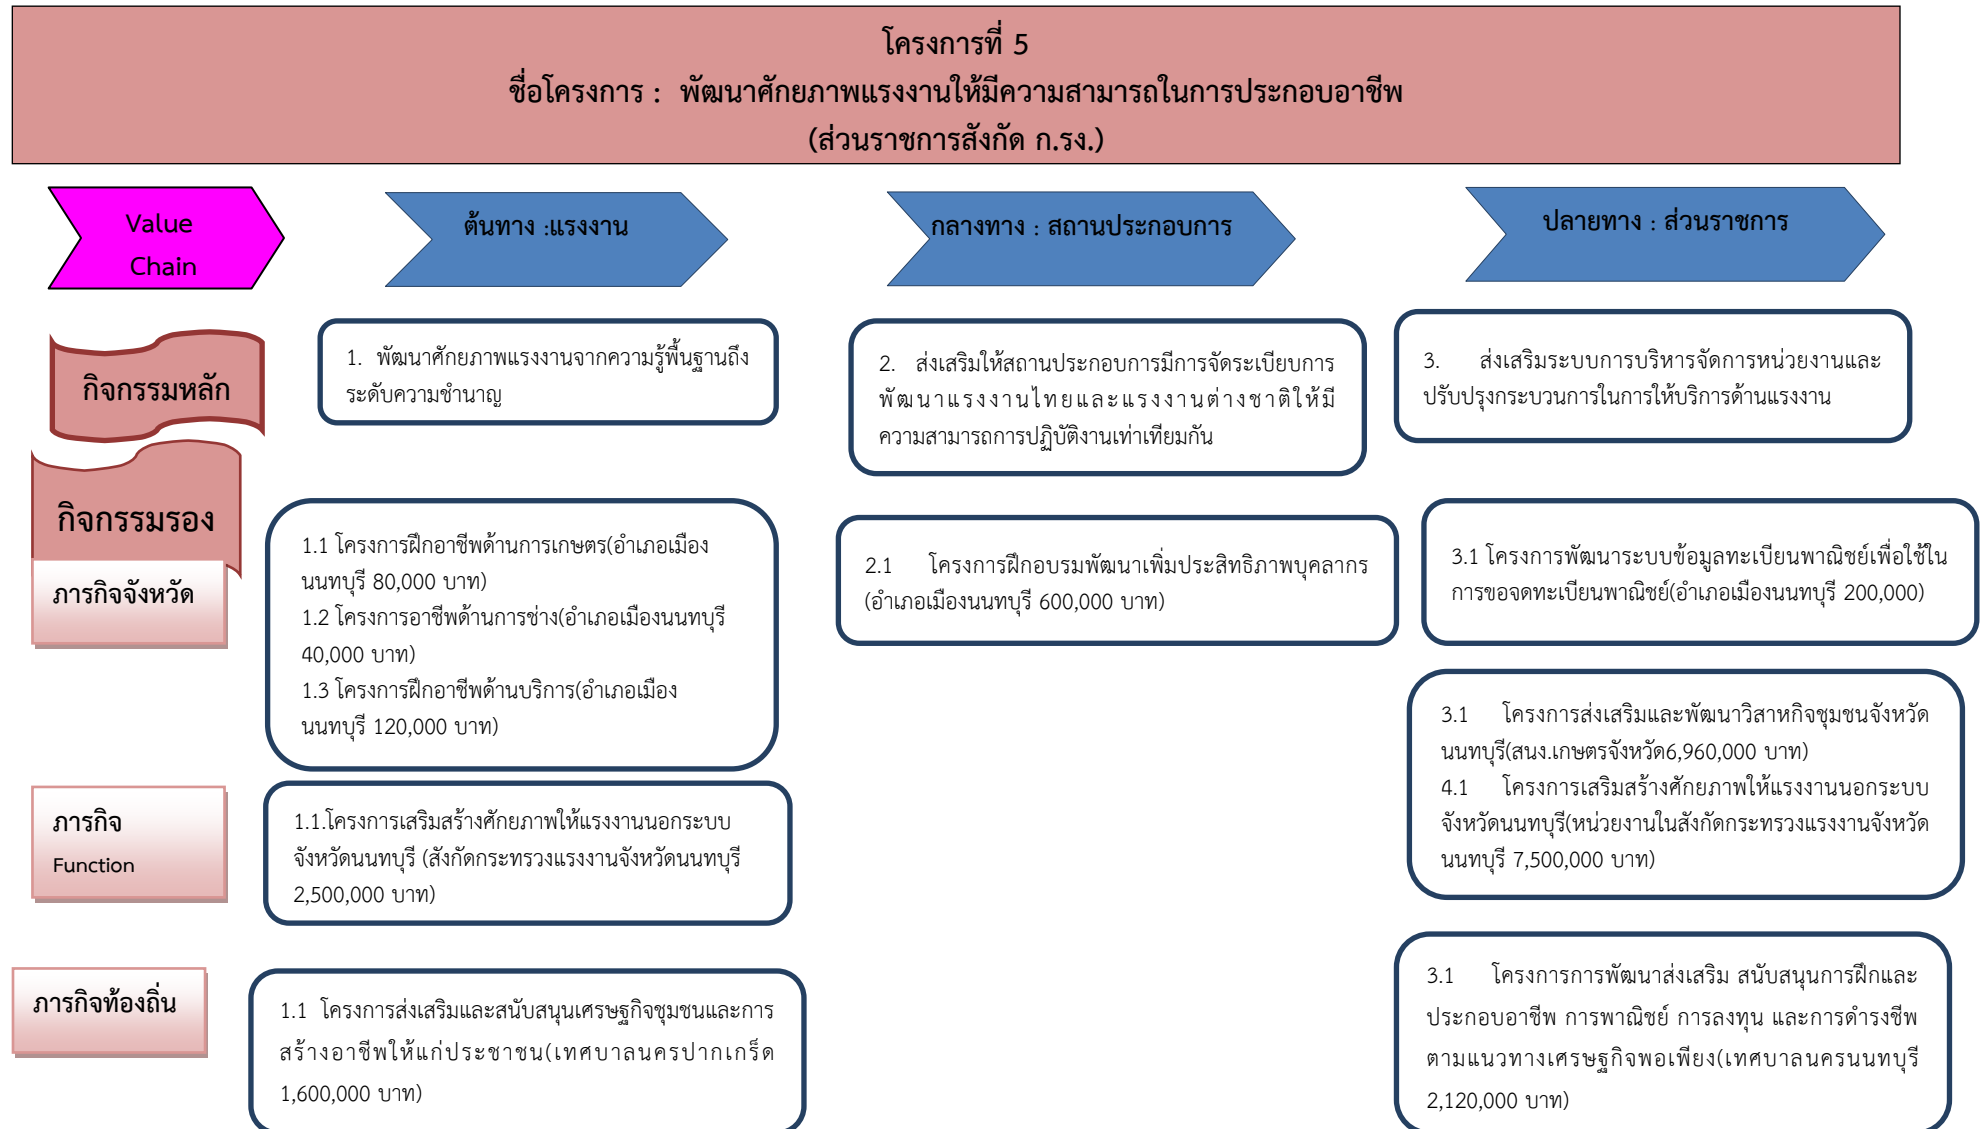 โครงการที่ 5
ชื่อโครงการ : พัฒนาศักยภาพแรงงานให้มีความสามารถในการประกอบอาชีพ
(ส่วนราชการสังกัด ก.รง.)
Value
Chain
ต้นทาง :แรงงาน
กลางทาง : สถานประกอบการ
ปลายทาง : ส่วนราชการ
กิจกรรมหลัก
1. พัฒนาศักยภาพแรงงานจากความรู้พื้นฐานถึง
ระดับความชำนาญ
2. ส่งเสริมให้สถานประกอบการมีการจัดระเบียบการ
พัฒนาแรงงานไทยและแรงงานต่างชาติให้มี
ความสามารถการปฏิบัติงานเท่าเทียมกัน
3. ส่งเสริมระบบการบริหารจัดการหน่วยงานและ
ปรับปรุงกระบวนการในการให้บริการด้านแรงงาน
กิจกรรมรอง
ภารกิจจังหวัด
1.1 โครงการฝึกอาชีพด้านการเกษตร(อำเภอเมือง
นนทบุรี 80,000 บาท)
1.2 โครงการอาชีพด้านการช่าง(อำเภอเมืองนนทบุรี
40,000 บาท)
1.3 โครงการฝึกอาชีพด้านบริการ(อำเภอเมือง
นนทบุรี 120,000 บาท)
2.1 โครงการฝึกอบรมพัฒนาเพิ่มประสิทธิภาพบุคลากร
(อำเภอเมืองนนทบุรี 600,000 บาท)
3.1 โครงการพัฒนาระบบข้อมูลทะเบียนพาณิชย์เพื่อใช้ใน
การขอจดทะเบียนพาณิชย์(อำเภอเมืองนนทบุรี 200,000)
ภารกิจ
Function
1.1.โครงการเสริมสร้างศักยภาพให้แรงงานนอกระบบ
จังหวัดนนทบุรี (สังกัดกระทรวงแรงงานจังหวัดนนทบุรี
2,500,000 บาท)
3.1 โครงการส่งเสริมและพัฒนาวิสาหกิจชุมชนจังหวัด
นนทบุรี(สนง.เกษตรจังหวัด6,960,000 บาท)
4.1 โครงการเสริมสร้างศักยภาพให้แรงงานนอกระบบ
จังหวัดนนทบุรี(หน่วยงานในสังกัดกระทรวงแรงงานจังหวัด
นนทบุรี 7,500,000 บาท)
ภารกิจท้องถิ่น
1.1 โครงการส่งเสริมและสนับสนุนเศรษฐกิจชุมชนและการ
สร้างอาชีพให้แก่ประชาชน(เทศบาลนครปากเกร็ด
1,600,000 บาท)
3.1 โครงการการพัฒนาส่งเสริม สนับสนุนการฝึกและ
ประกอบอาชีพ การพาณิชย์ การลงทุน และการดำรงชีพ
ตามแนวทางเศรษฐกิจพอเพียง(เทศบาลนครนนทบุรี
2,120,000 บาท)